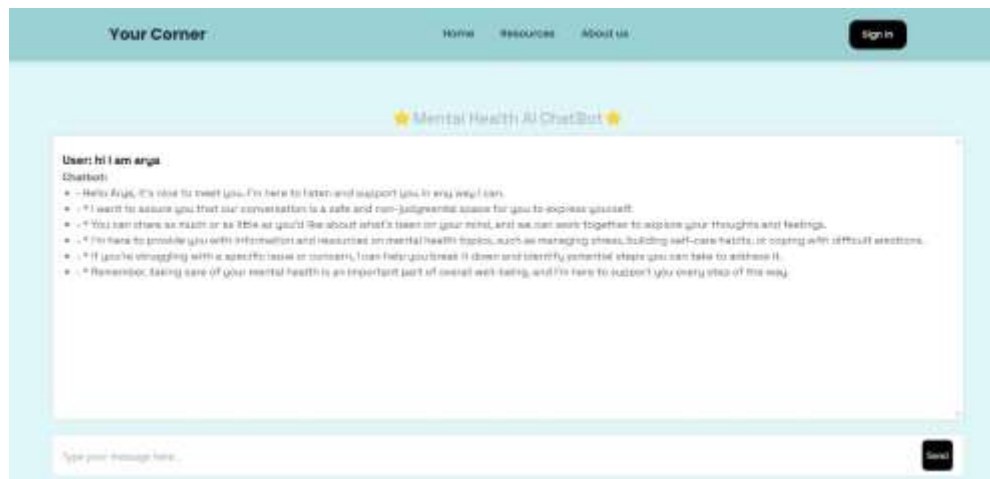 Your Corner
Home Resources About us
Sign in
⭐ Mental Health AI ChatBot ⭐
User: hi i am arya
Chatbot:
- Hello Arya, it's nice to meet you. I'm here to listen and support you in any way I can.
- * I want to assure you that our conversation is a safe and non-judgmental space for you to express yourself.
- * You can share as much or as little as you'd like about what's been on your mind, and we can work together to explore your thoughts and feelings.
- * I'm here to provide you with information and resources on mental health topics, such as managing stress, building self-care habits, or coping with difficult emotions.
- * If you're struggling with a specific issue or concern, I can help you break it down and identify potential steps you can take to address it.
- * Remember, taking care of your mental health is an important part of overall well-being, and I'm here to support you every step of the way.
Type your message here...
Send